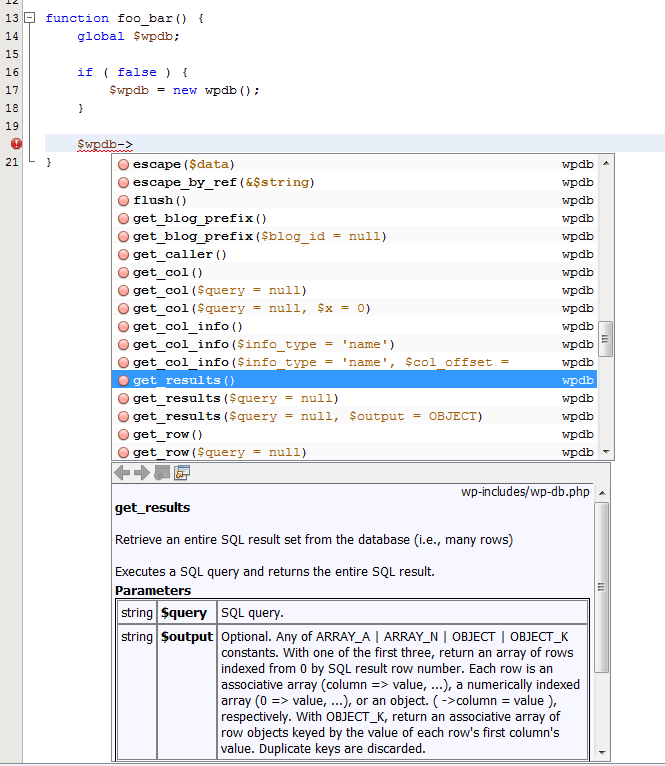 12
13 function foo_bar() {
14 global $wpdb;
15
16 if ( false ) {
17 $wpdb = new wpdb();
18 }
19
$wpdb->
21 }
escape($data) wpdb
escape_by_ref(&$string) wpdb
flush() wpdb
get_blog_prefix() wpdb
get_blog_prefix($blog_id = null) wpdb
get_caller() wpdb
get_col() wpdb
get_col($query = null) wpdb
get_col($query = null, $x = 0) wpdb
get_col_info() wpdb
get_col_info($info_type = 'name') wpdb
get_col_info($info_type = 'name', $col_offset = wpdb
get_results() wpdb
get_results($query = null) wpdb
get_results($query = null, $output = OBJECT) wpdb
get_row() wpdb
get_row($query = null) wpdb
wp-includes/wp-db.php
get_results
Retrieve an entire SQL result set from the database (i.e., many rows)
Executes a SQL query and returns the entire SQL result.
Parameters
string $query SQL query.
string $output Optional. Any of ARRAY_A | ARRAY_N | OBJECT | OBJECT_K
constants. With one of the first three, return an array of rows
indexed from 0 by SQL result row number. Each row is an
associative array (column => value, ...), a numerically indexed
array (0 => value, ...), or an object. ( ->column = value ),
respectively. With OBJECT_K, return an associative array of
row objects keyed by the value of each row's first column's
value. Duplicate keys are discarded.